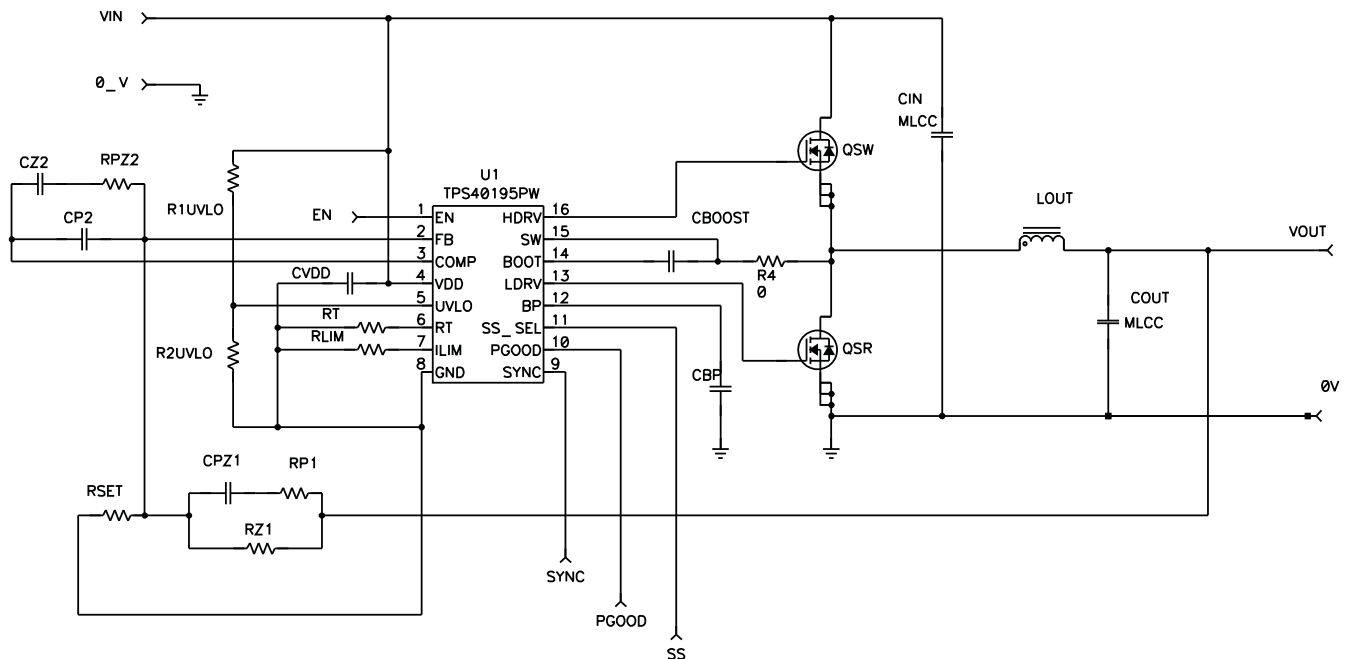 VIN
0_V
CIN
MLCC
QSW
CZ2
RPZ2
U1
TPS40195PW
R1UVLO
CP2
EN
1 EN
2 FB
3 COMP
4 VDD
5 UVLO
6 RT
7 ILIM
8 GND
HDRV 16
SW 15
BOOT 14
LDRV 13
BP 12
SS_SEL 11
PGOOD 10
SYNC 9
CBOOST
LOUT
VOUT
R4
0
CVDD
RT
RLIM
R2UVLO
COUT
MLCC
QSR
CBP
0V
CPZ1
RP1
RSET
RZ1
SYNC
PGOOD
SS